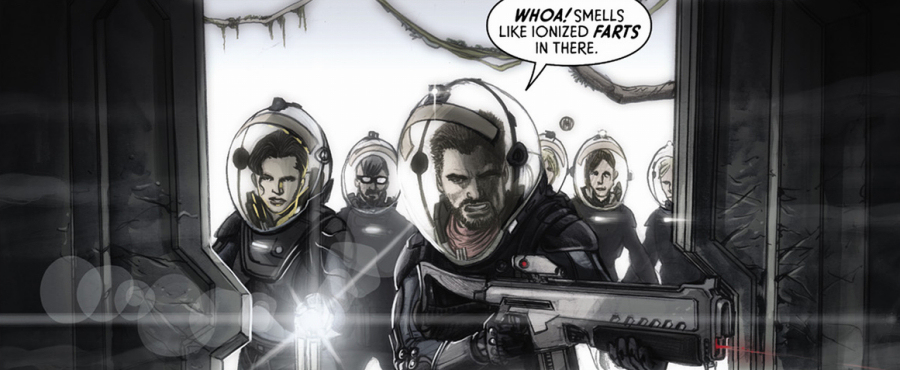 WHOA! SMELLS
LIKE IONIZED FARTS
IN THERE.